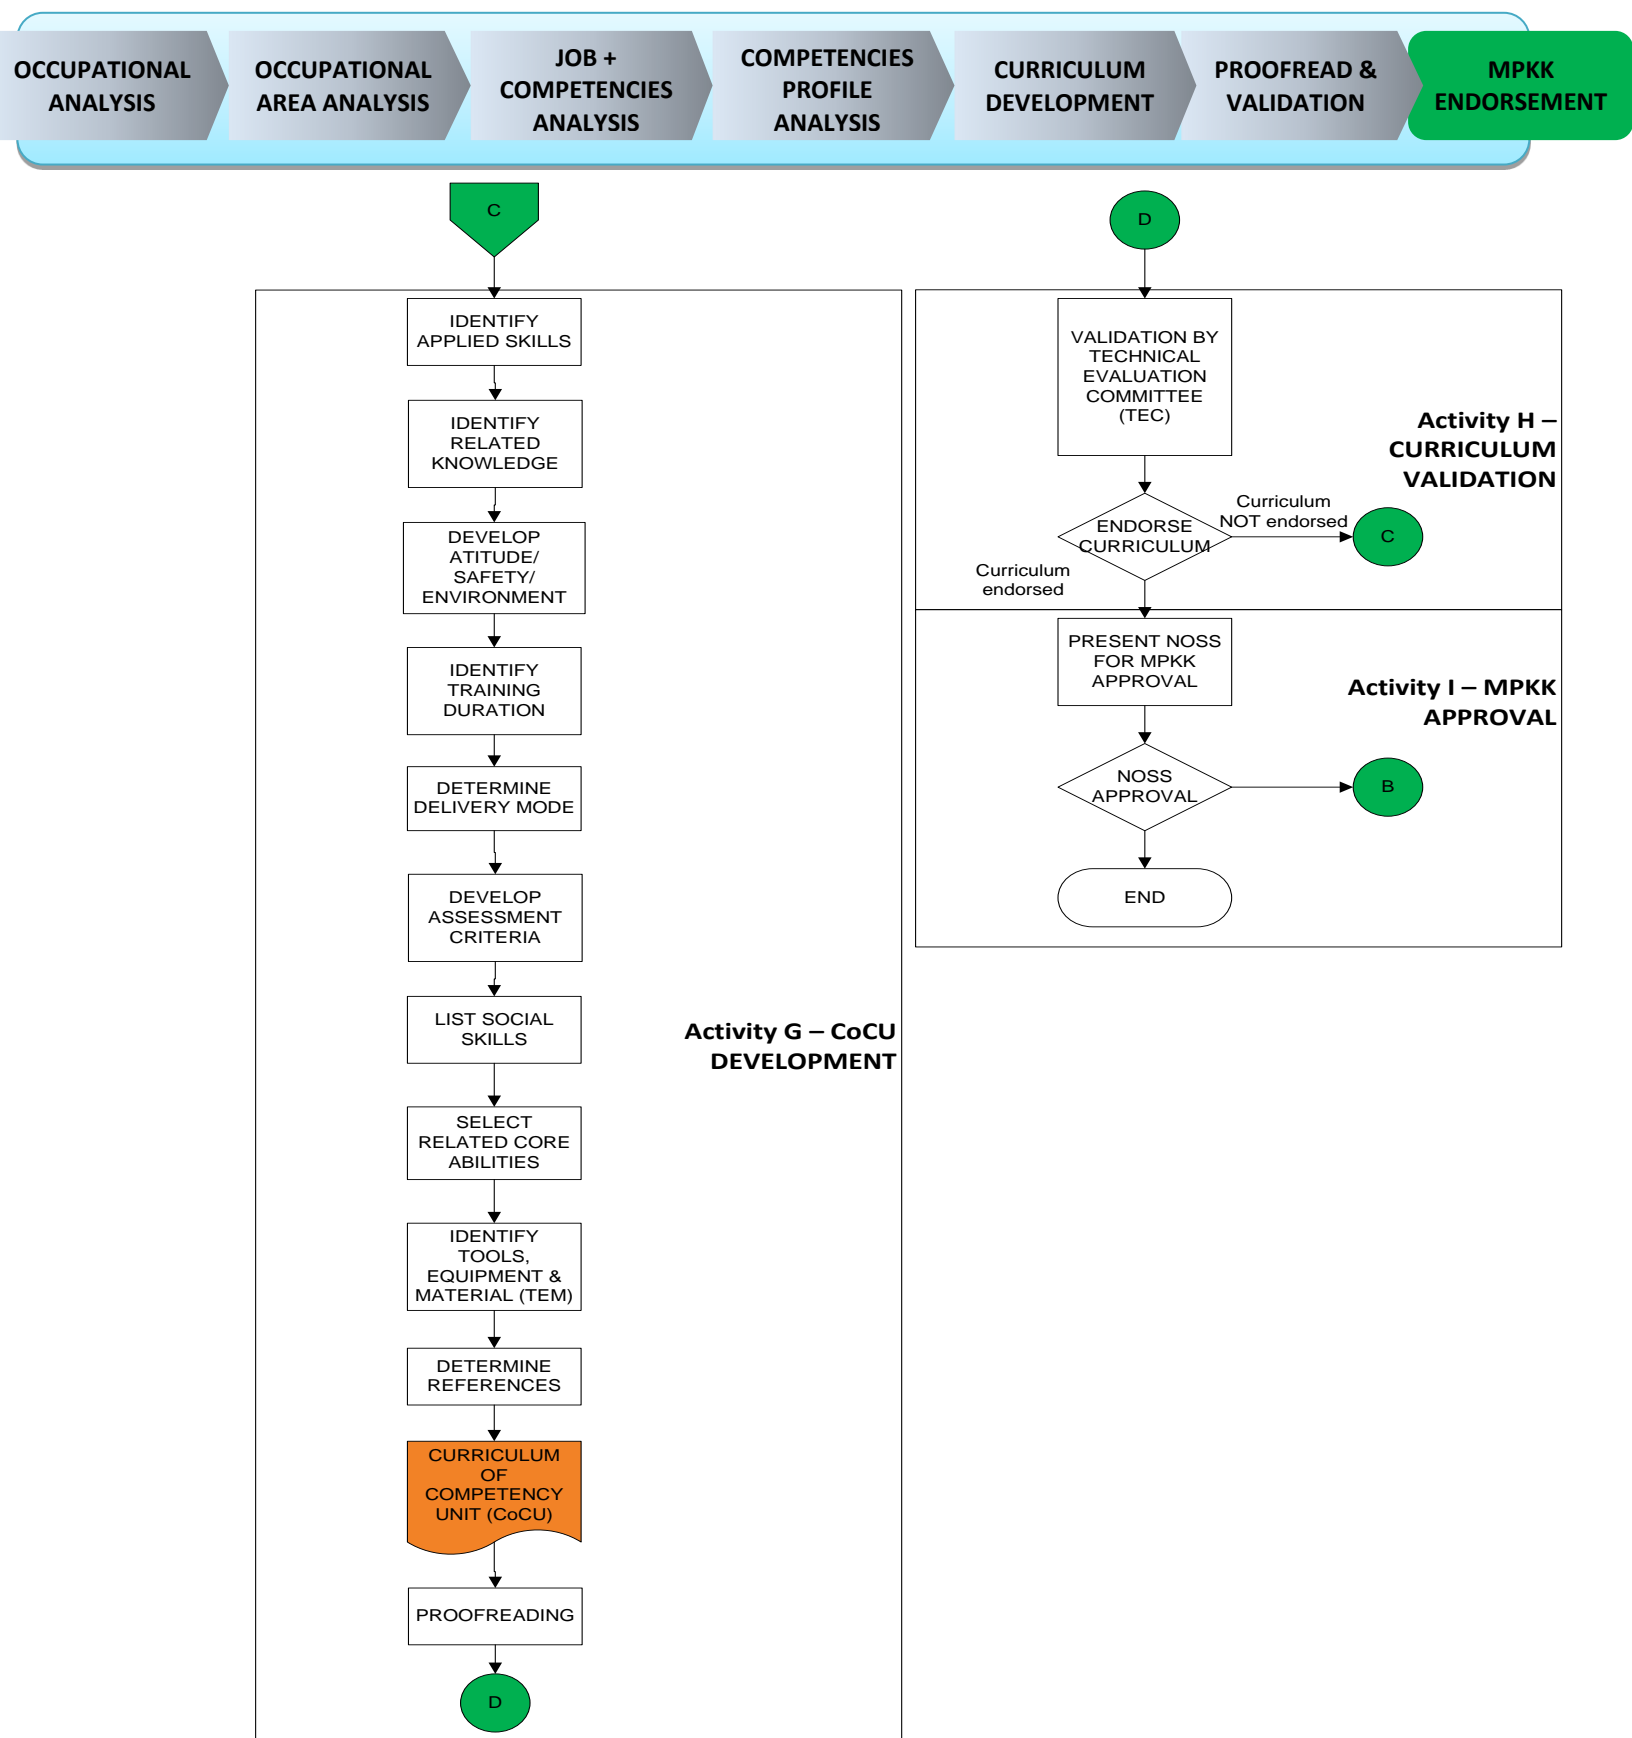 OCCUPATIONAL
ANALYSIS
OCCUPATIONAL
AREA ANALYSIS
JOB +
COMPETENCIES
ANALYSIS
COMPETENCIES
PROFILE
ANALYSIS
CURRICULUM
DEVELOPMENT
PROOFREAD &
VALIDATION
MPKK
ENDORSEMENT
C
IDENTIFY
APPLIED SKILLS
IDENTIFY
RELATED
KNOWLEDGE
DEVELOP
ATITUDE/
SAFETY/
ENVIRONMENT
IDENTIFY
TRAINING
DURATION
DETERMINE
DELIVERY MODE
DEVELOP
ASSESSMENT
CRITERIA
LIST SOCIAL
SKILLS
Activity G – CoCU
DEVELOPMENT
SELECT
RELATED CORE
ABILITIES
IDENTIFY
TOOLS,
EQUIPMENT &
MATERIAL (TEM)
DETERMINE
REFERENCES
CURRICULUM
OF
COMPETENCY
UNIT (CoCU)
PROOFREADING
D
D
VALIDATION BY
TECHNICAL
EVALUATION
COMMITTEE
(TEC)
Activity H –
CURRICULUM
VALIDATION
ENDORSE
CURRICULUM
Curriculum
NOT endorsed
C
Curriculum
endorsed
PRESENT NOSS
FOR MPKK
APPROVAL
Activity I – MPKK
APPROVAL
NOSS
APPROVAL
B
END